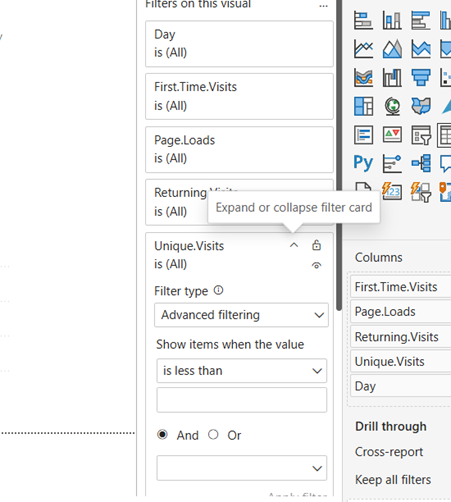 Filters on this visual ...
Day
is (All)
First.Time.Visits
is (All)
Page.Loads
is (All)
Returning.Visits
is (All)
Expand or collapse filter card
Unique.Visits
is (All)
Filter type
Advanced filtering
Show items when the value
is less than
And Or
Apply filter
Py
123
Columns
First.Time.Visits
Page.Loads
Returning.Visits
Unique.Visits
Day
Drill through
Cross-report
Keep all filters